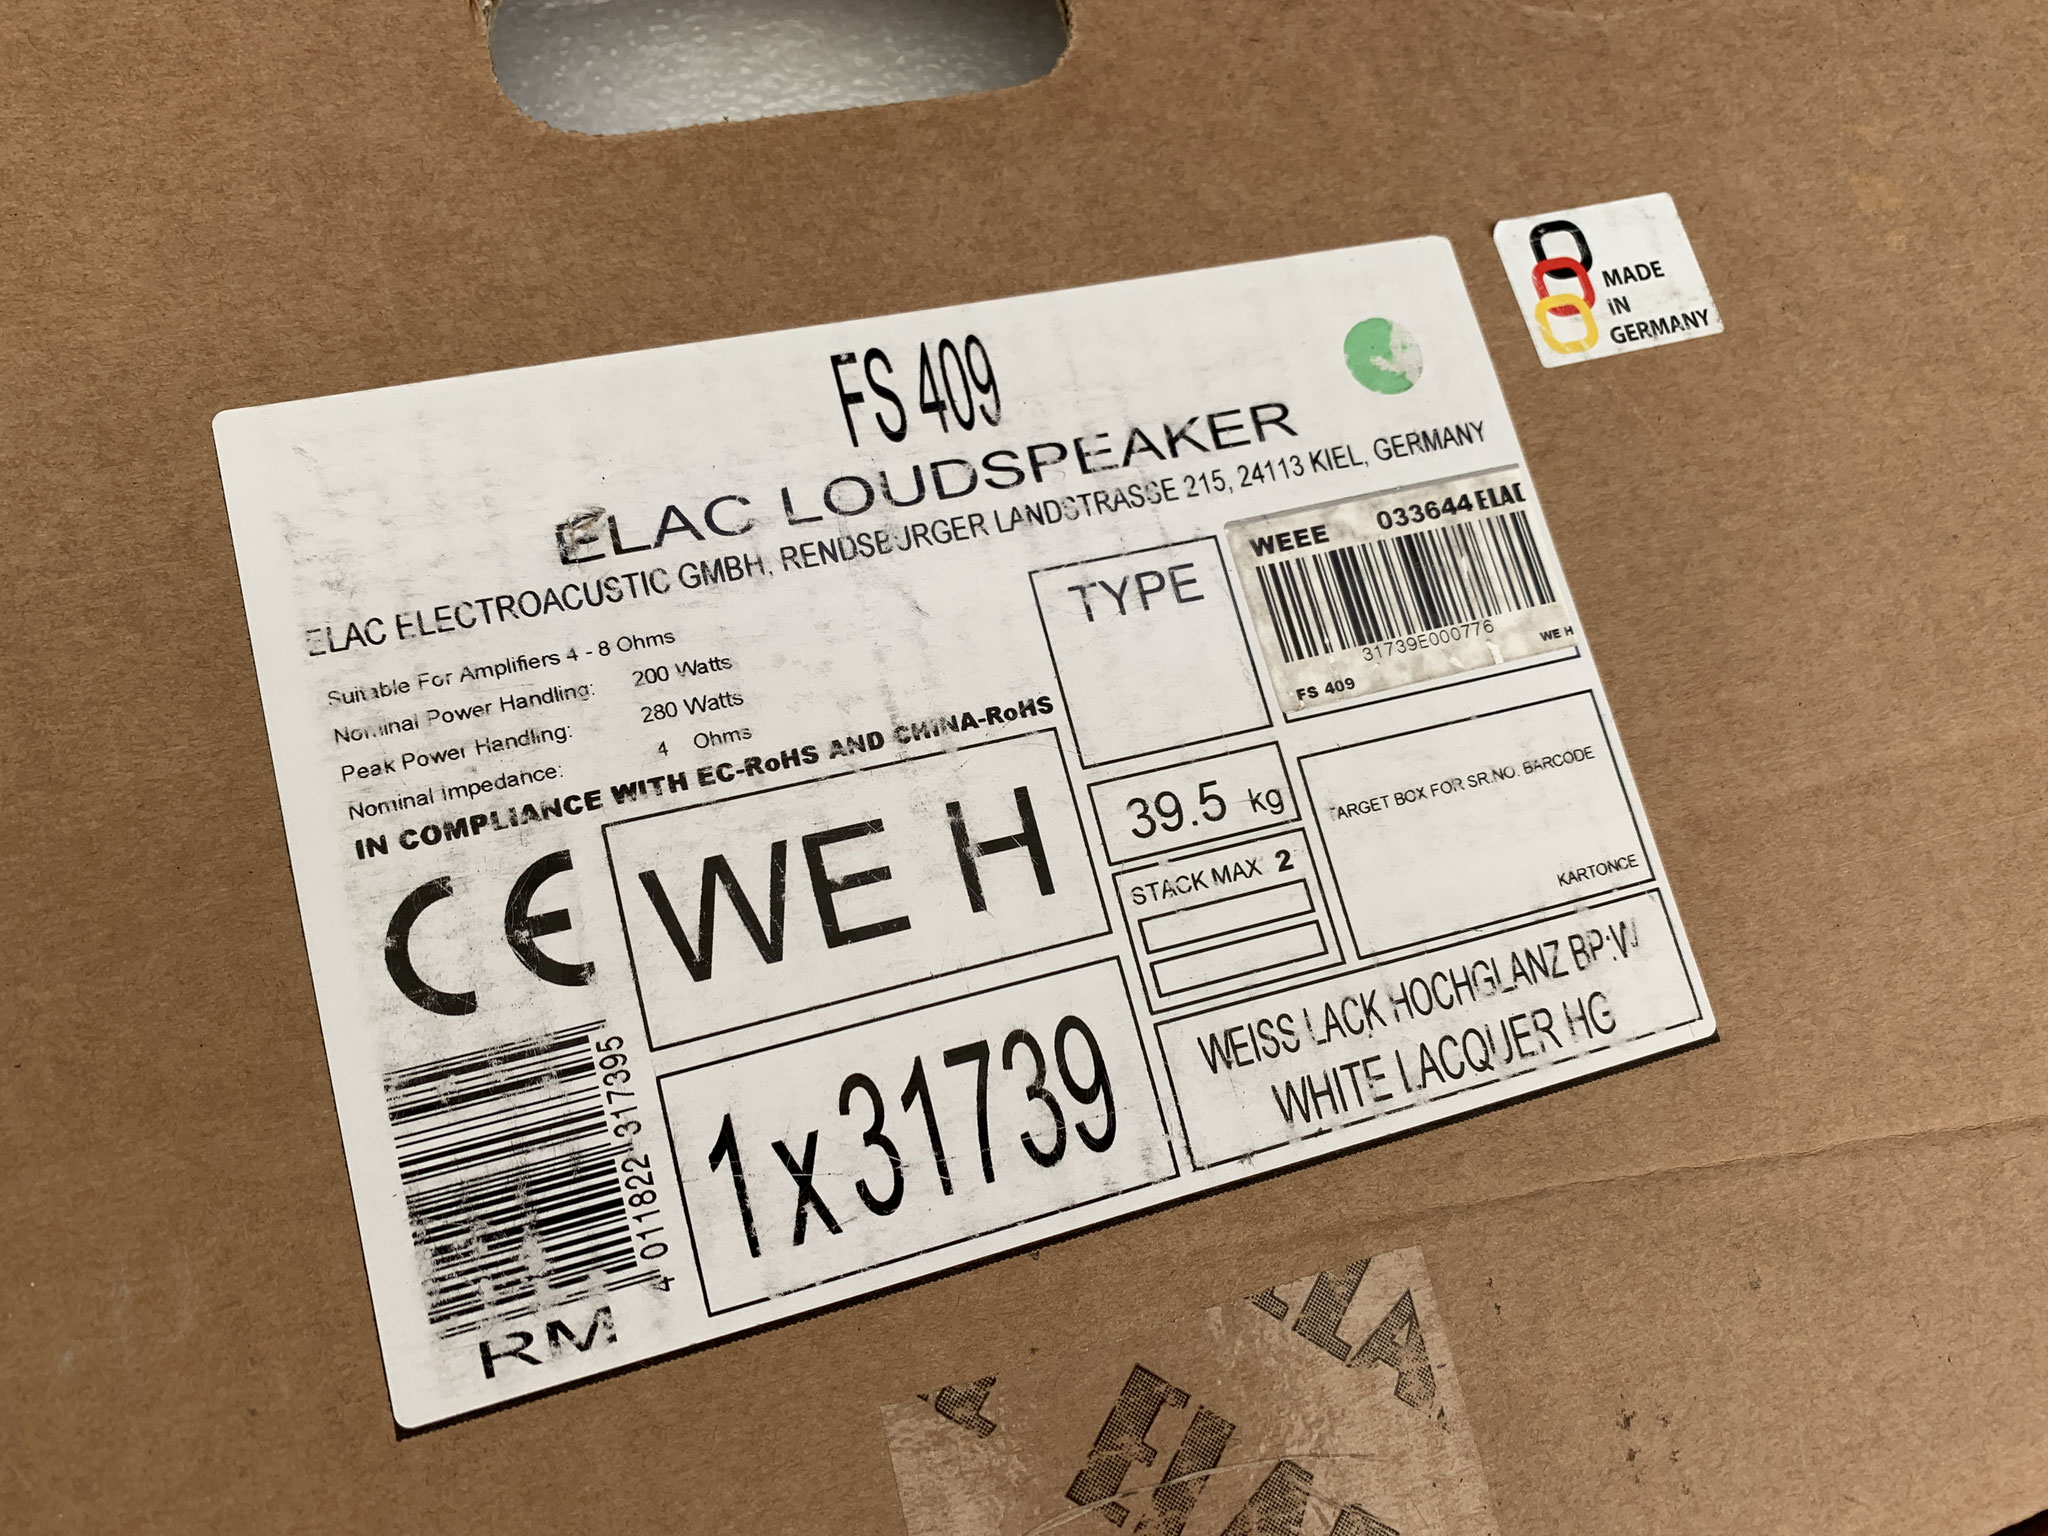 MADE
iN
GERMANY
FS 409
ELAC LOUDSPEAKER
ELAC ELECTROACUSTIC GMBH, RENDSBURGER LANDSTRASSE 215, 24113 KIEL, GERMANY
Suitable For Amplifiers 4 - 8 Ohms
Nominal Power Handling: 200 Watts
Peak Power Handling: 280 Watts
Nominal Impedance: 4 Ohms
IN COMPLIANCE WITH EC-RoHS AND CHINA-RoHS
TYPE
WEEE 033644 ELAC
31739E000776
WE H
FS 409
CE
WE H
39.5 kg
STACK MAX 2
TARGET BOX FOR SR.NO. BARCODE
KARTONCE
1 x 31739
WEISS LACK HOCHGLANZ BP:W
WHITE LACQUER HG
4 011822 317395
RM
ELA
ELAC